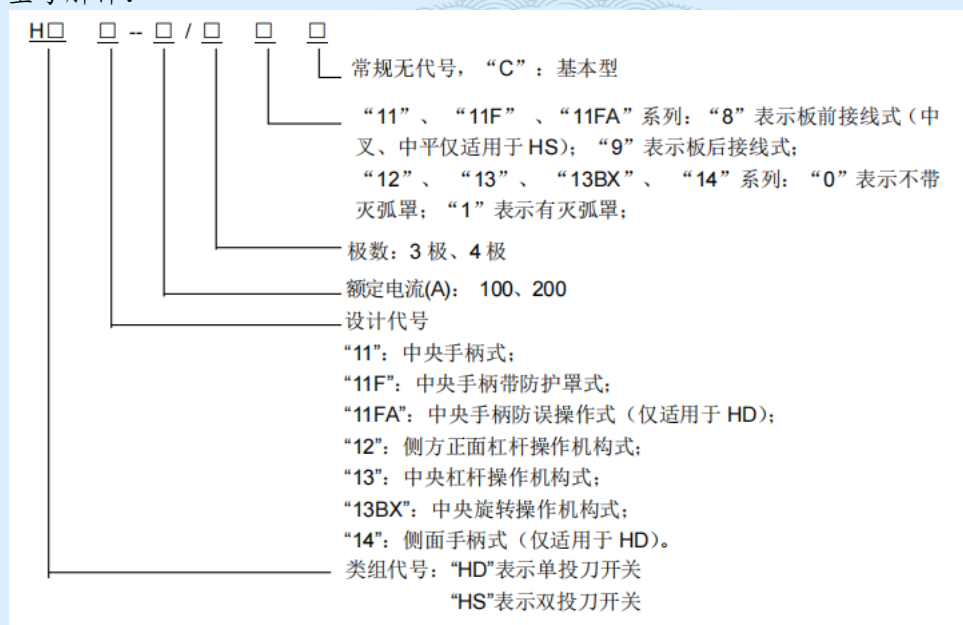 H□ □ -- □ / □ □ □
常规无代号，“C”：基本型
“11”、 “11F” 、“11FA”系列：“8”表示板前接线式（中
叉、中平仅适用于 HS）；“9”表示板后接线式；
“12”、 “13”、 “13BX”、 “14”系列：“0”表示不带
灭弧罩；“1”表示有灭弧罩；
极数：3 极、4 极
额定电流(A)： 100、200
设计代号
“11”：中央手柄式；
“11F”：中央手柄带防护罩式；
“11FA”：中央手柄防误操作式（仅适用于 HD）；
“12”：侧方正面杠杆操作机构式；
“13”：中央杠杆操作机构式；
“13BX”：中央旋转操作机构式；
“14”：侧面手柄式（仅适用于 HD）。
类组代号：“HD”表示单投刀开关
“HS”表示双投刀开关